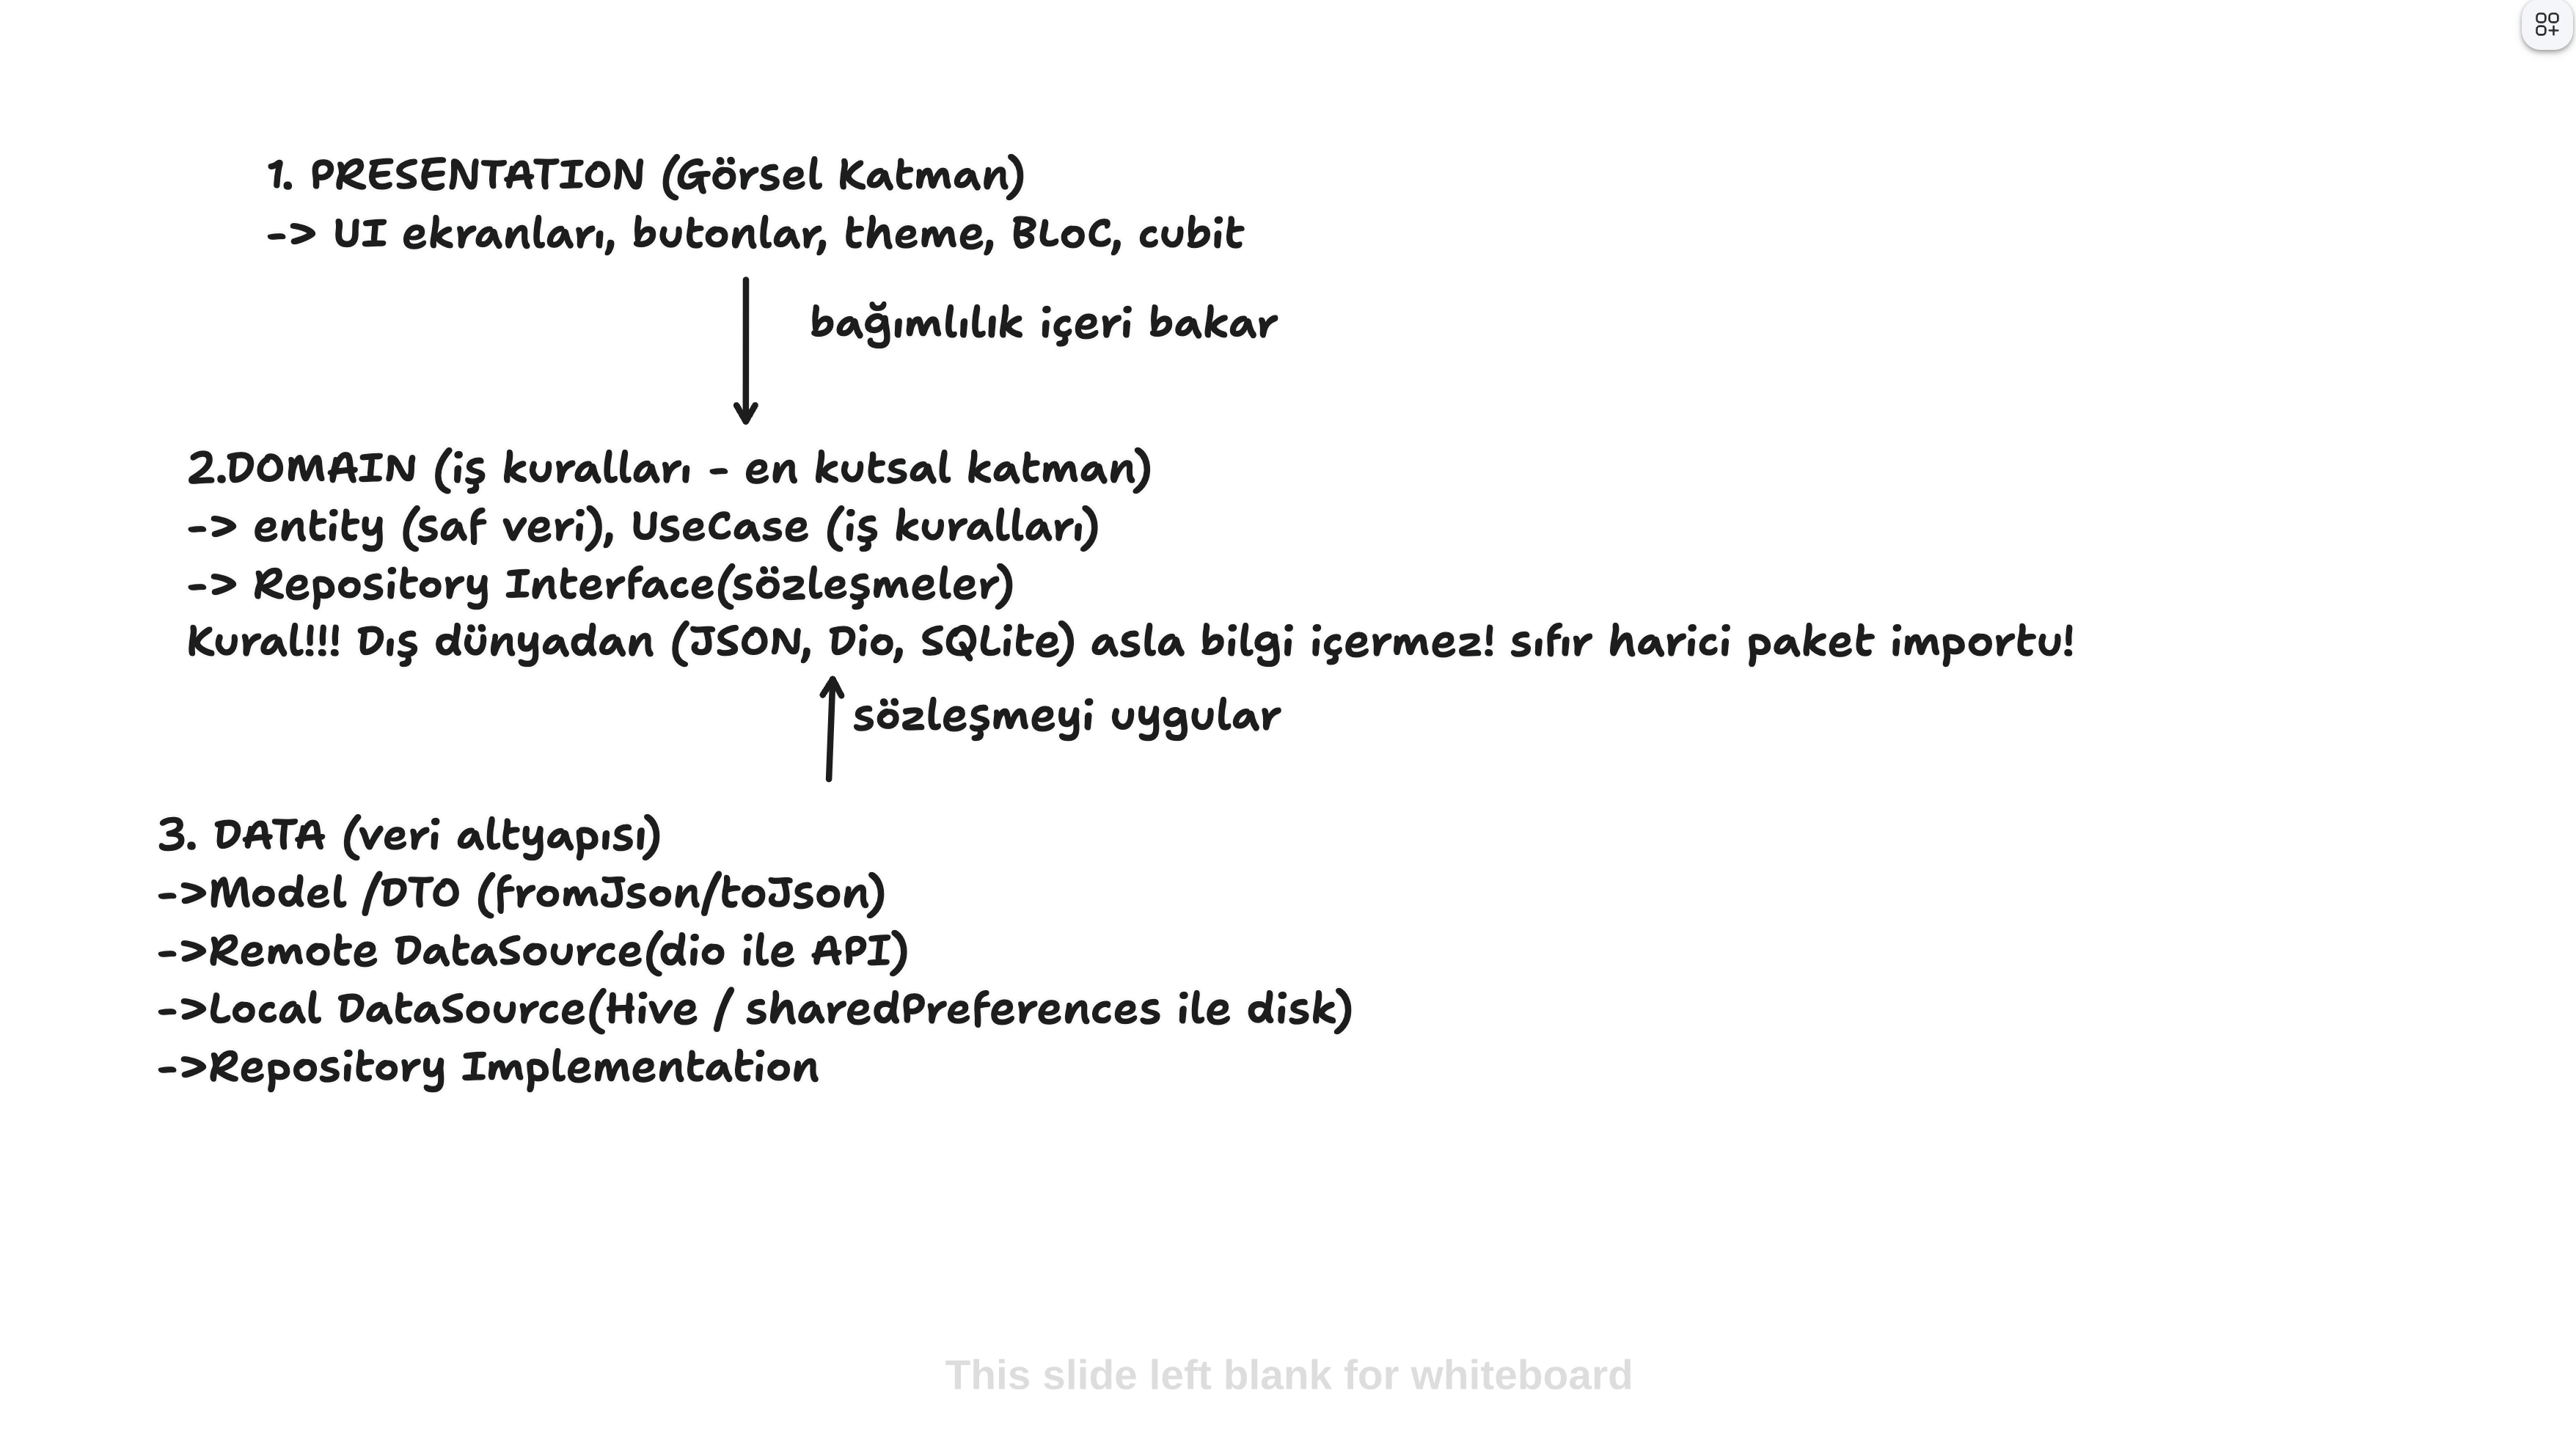 1. PRESENTATION (Görsel Katman)
-> UI ekranları, butonlar, theme, BLoC, cubit
bağımlılık içeri bakar
2.DOMAIN (iş kuralları - en kutsal katman)
-> entity (saf veri), UseCase (iş kuralları)
-> Repository Interface(sözleşmeler)
Kural!!! Dış dünyadan (JSON, Dio, SQLite) asla bilgi içermez! sıfır harici paket importu!
sözleşmeyi uygular
3. DATA (veri altyapısı)
->Model /DTO (fromJson/toJson)
->Remote DataSource(dio ile API)
->Local DataSource(Hive / sharedPreferences ile disk)
->Repository Implementation
This slide left blank for whiteboard